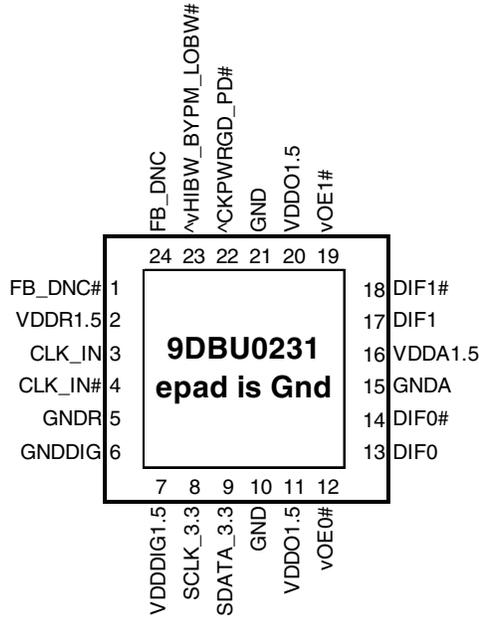 FB_DNC
^vHIBW_BYPM_LOBW#
^CKPWRGD_PD#
GND
VDDO1.5
vOE1#
24 23 22 21 20 19
FB_DNC# 1
VDDR1.5 2
CLK_IN 3
CLK_IN# 4
GNDR 5
GNDDIG 6
9DBU0231
epad is Gnd
18 DIF1#
17 DIF1
16 VDDA1.5
15 GNDA
14 DIF0#
13 DIF0
7 8 9 10 11 12
VDDDIG1.5
SCLK_3.3
SDATA_3.3
GND
VDDO1.5
vOE0#